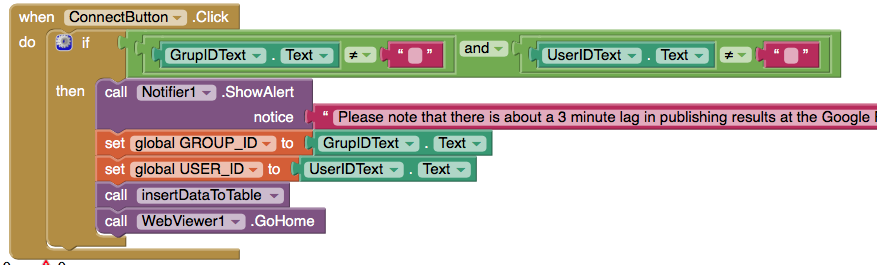 when ConnectButton .Click
do if GrupIDText . Text ≠ “ ” and UserIDText . Text ≠ “ ”
then call Notifier1 .ShowAlert
notice “ Please note that there is about a 3 minute lag in publishing results at the Google
set global GROUP_ID to GrupIDText . Text
set global USER_ID to UserIDText . Text
call insertDataToTable
call WebViewer1 .GoHome